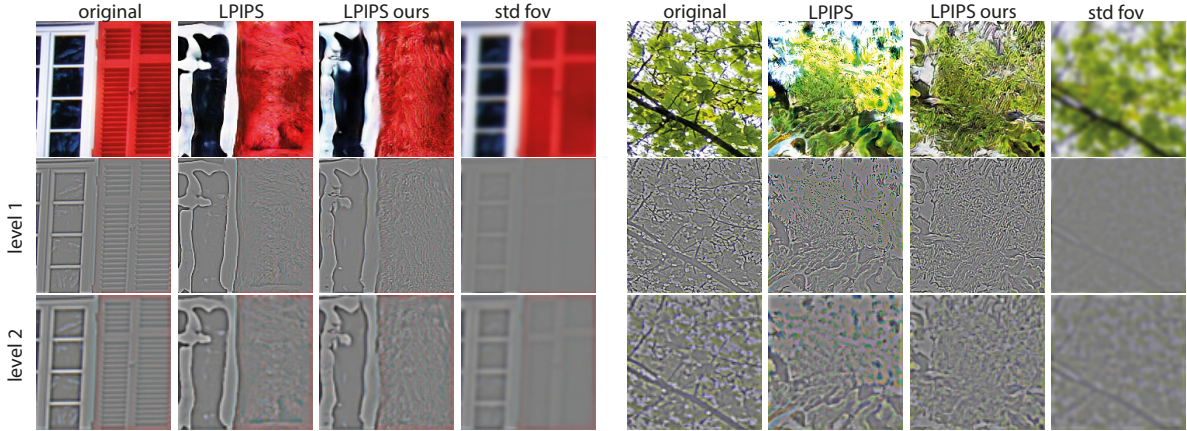 original LPIPS LPIPS ours std fov original LPIPS LPIPS ours std fov
level 1
level 2